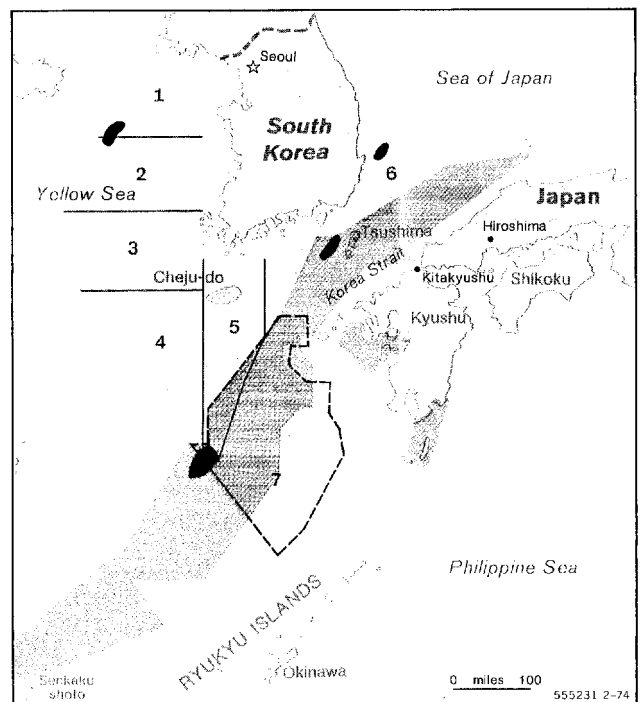 Seoul
Sea of Japan
1
South
Korea
6
2
Yellow Sea
Japan
Tsushima
Hiroshima
3
Korea Strait
Cheju-do
Kitakyushu
Shikoku
Kyushu
5
4
7
Philippine Sea
RYUKYU ISLANDS
Okinawa
Senkaku
shoto
0 miles 100
555231 2-74